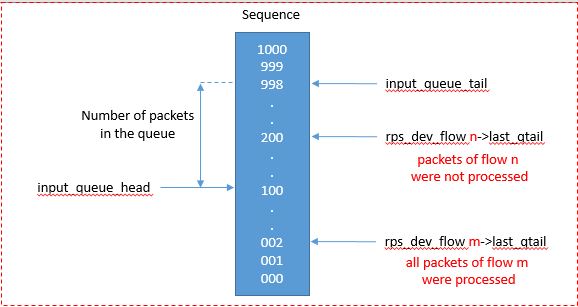 Sequence
1000
999
998
.
.
200
.
.
100
.
.
002
001
000
Number of packets
in the queue
input_queue_head
input_queue_tail
rps_dev_flow n->last_qtail
packets of flow n
were not processed
rps_dev_flow m->last_qtail
all packets of flow m
were processed